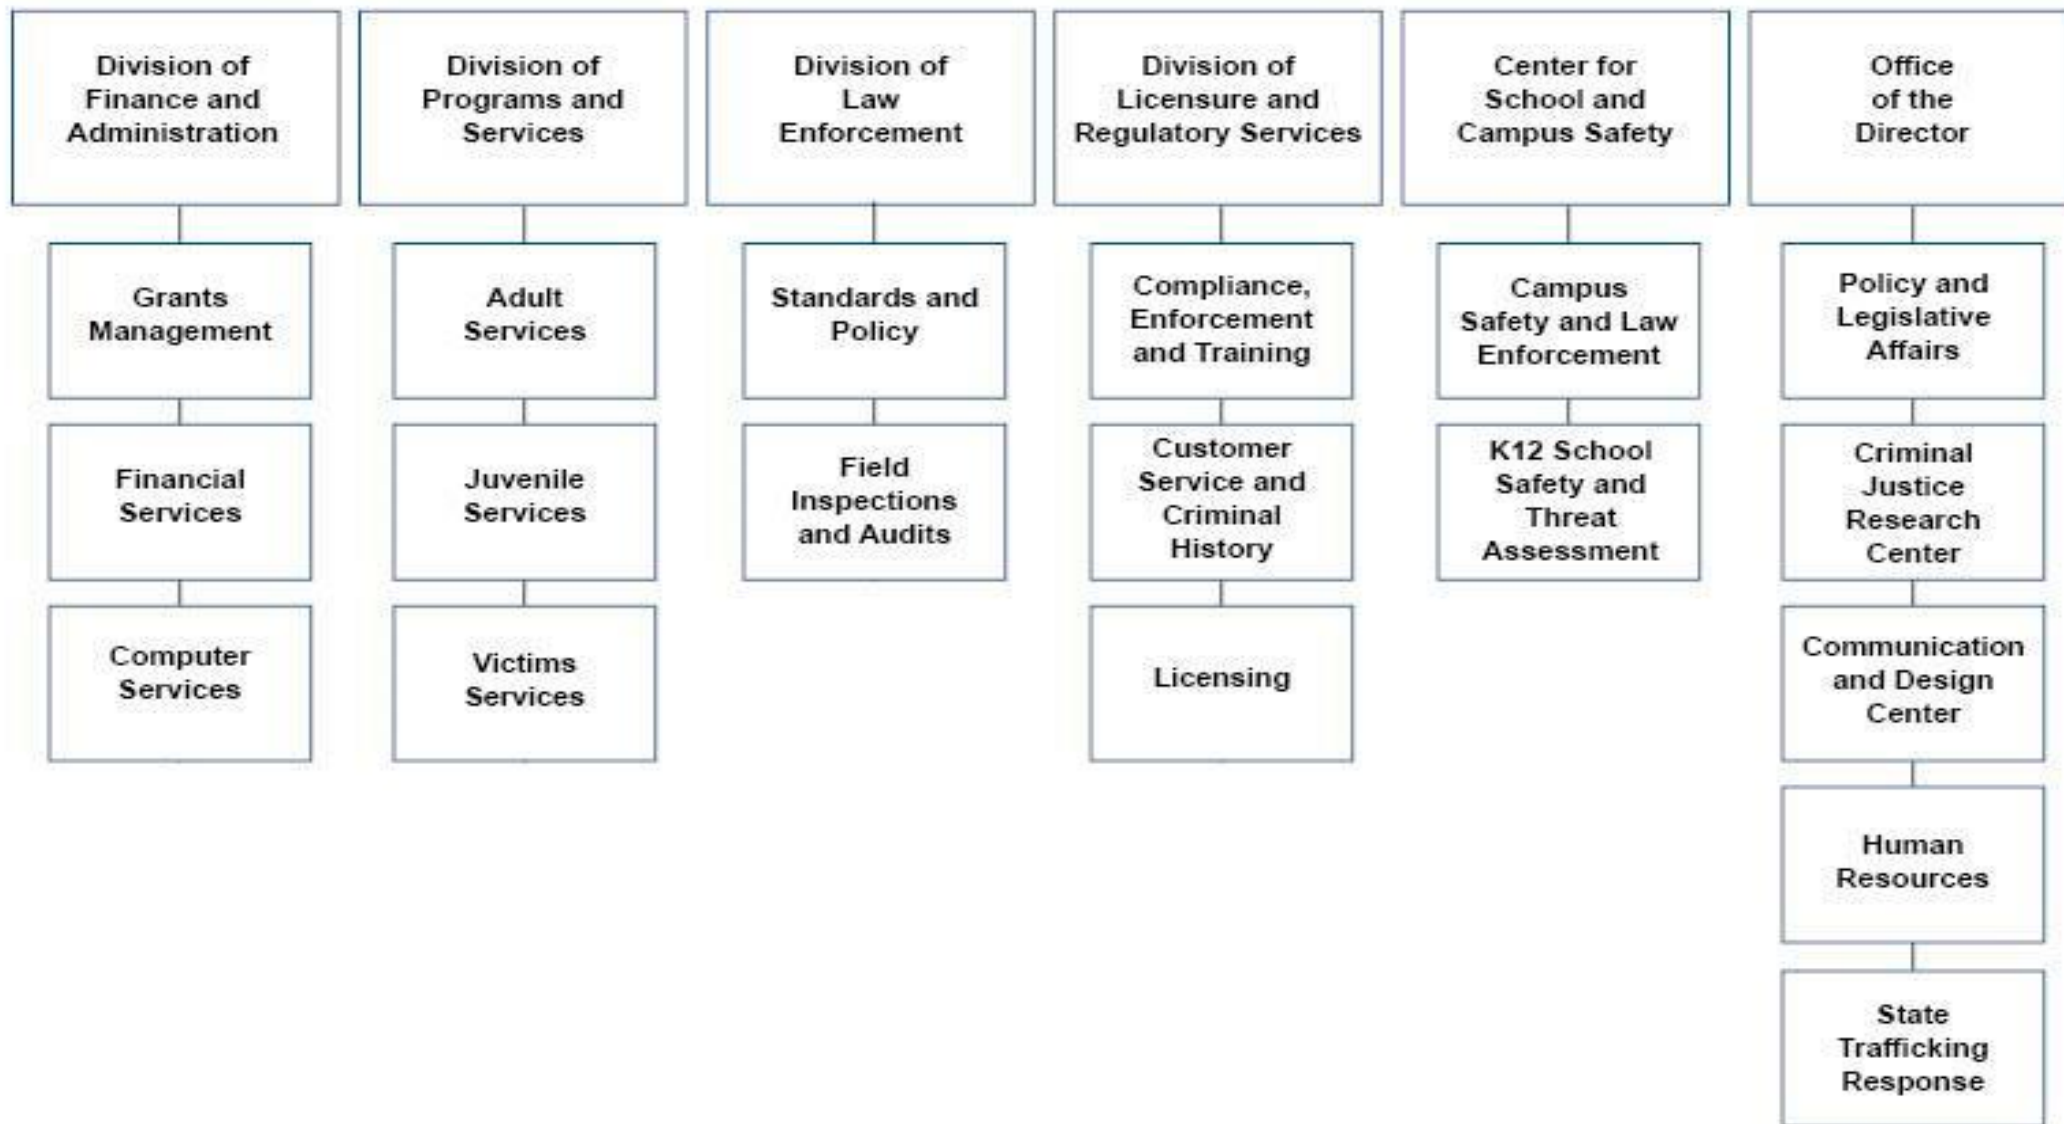 Division of
Finance and
Administration
Grants
Management
Financial
Services
Computer
Services
Division of
Programs and
Services
Adult
Services
Juvenile
Services
Victims
Services
Division of
Law
Enforcement
Standards and
Policy
Field
Inspections
and Audits
Division of
Licensure and
Regulatory Services
Compliance,
Enforcement
and Training
Customer
Service and
Criminal
History
Licensing
Center for
School and
Campus Safety
Campus
Safety and Law
Enforcement
K12 School
Safety and
Threat
Assessment
Office
of the
Director
Policy and
Legislative
Affairs
Criminal
Justice
Research
Center
Communication
and Design
Center
Human
Resources
State
Trafficking
Response